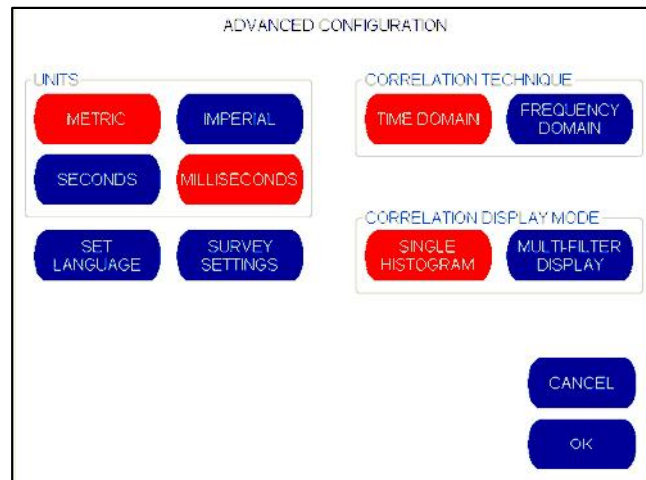 ADVANCED CONFIGURATION
UNITS
METRIC
IMPERIAL
SECONDS
MILLISECONDS
SET
LANGUAGE
SURVEY
SETTINGS
CORRELATION TECHNIQUE
TIME DOMAIN
FREQUENCY
DOMAIN
CORRELATION DISPLAY MODE
SINGLE
HISTOGRAM
MULTI-FILTER
DISPLAY
CANCEL
OK